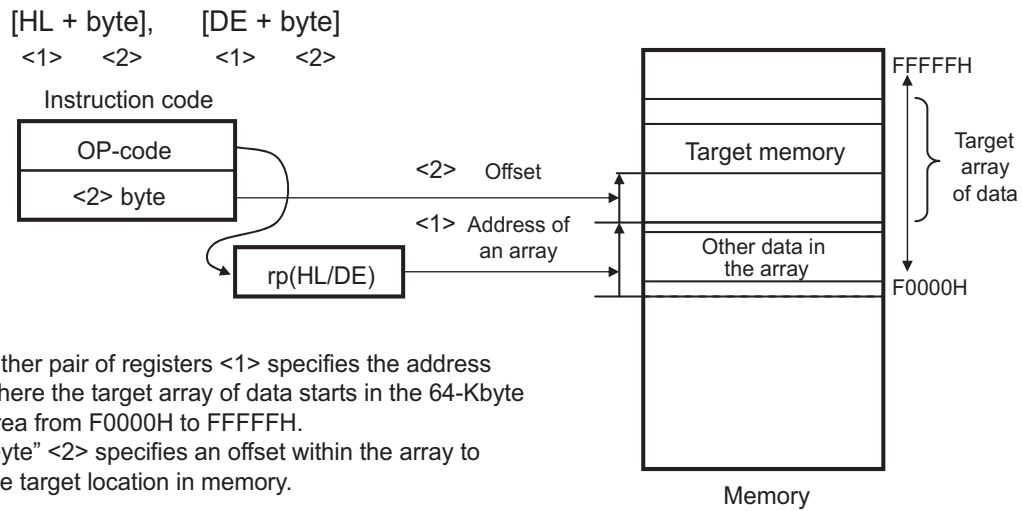 [HL + byte], [DE + byte]
<1> <2> <1> <2>
Instruction code
OP-code
<2> byte
<2> Offset
<1> Address of
an array
rp(HL/DE)
FFFFFH
Target memory
Target
array
of data
Other data in
the array
F0000H
ther pair of registers <1> specifies the address
here the target array of data starts in the 64-Kbyte
rea from F0000H to FFFFFH.
yte” <2> specifies an offset within the array to
e target location in memory.
Memory